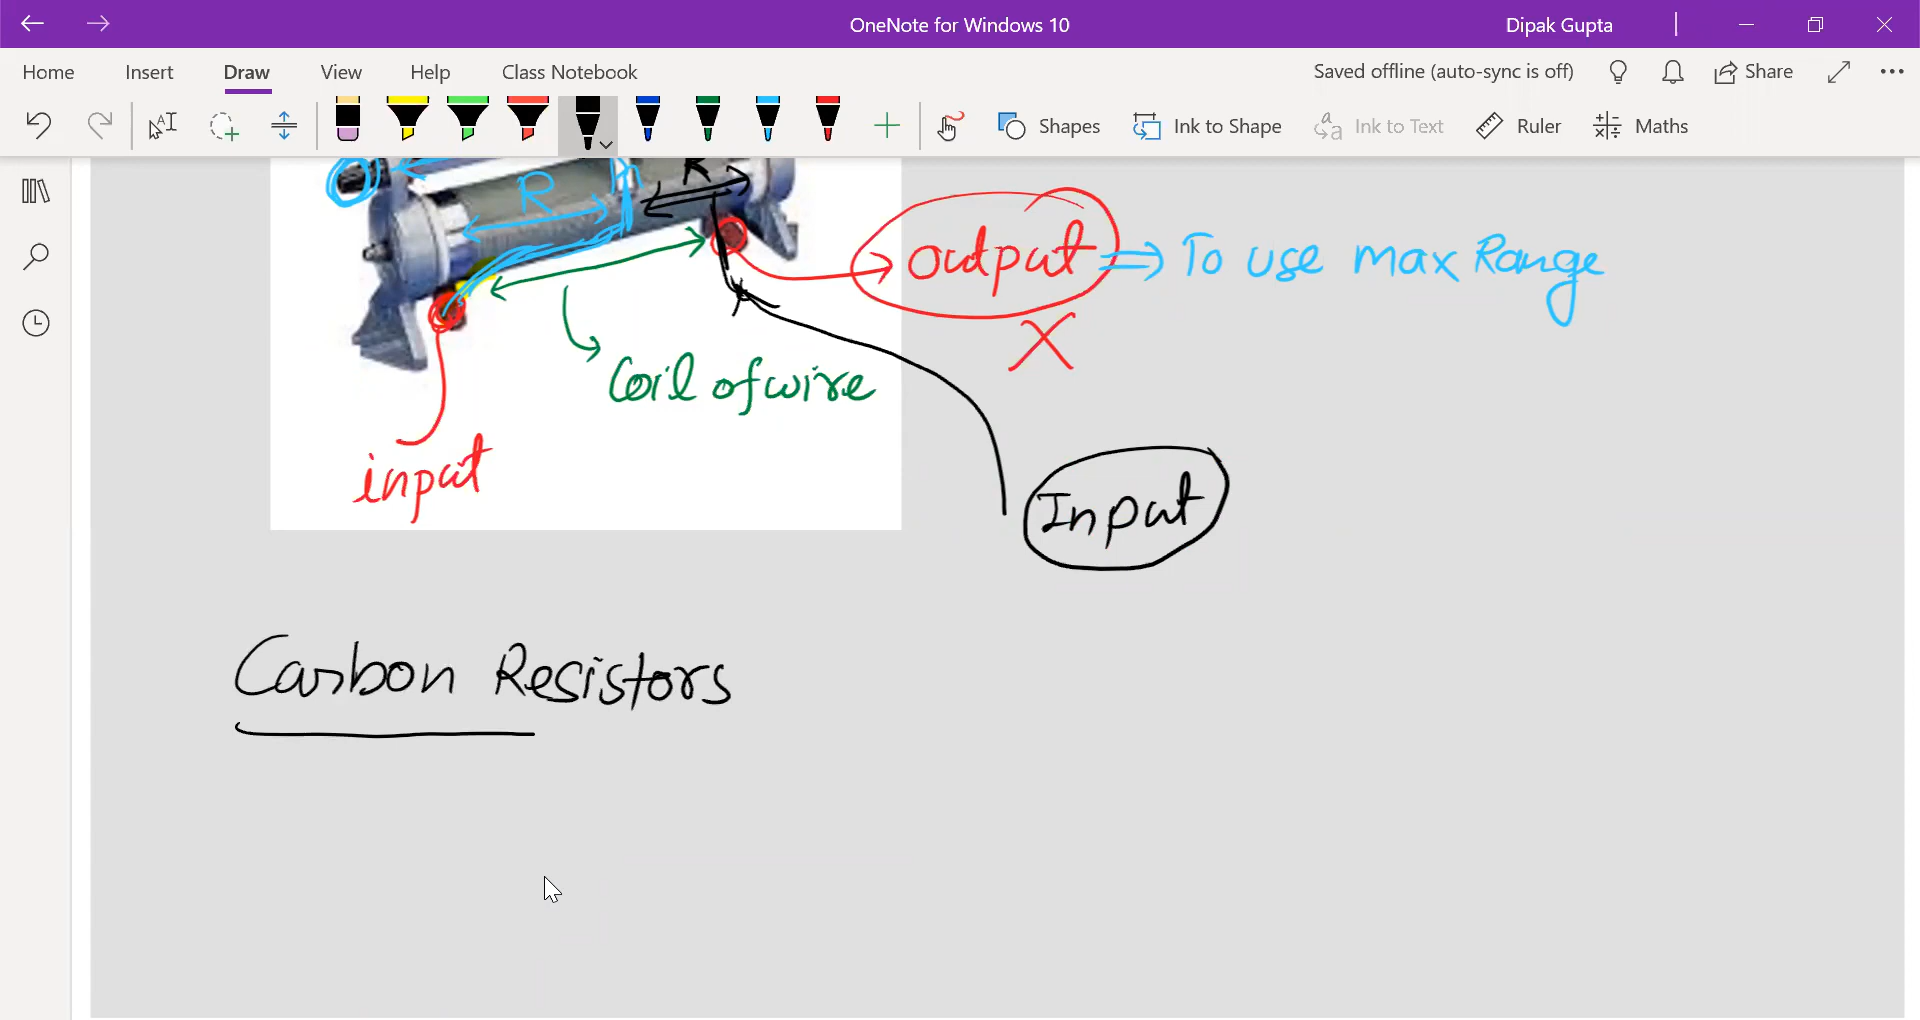 OneNote for Windows 10
Dipak Gupta
Home Insert Draw View Help Class Notebook
Saved offline (auto-sync is off) Share
Shapes Ink to Shape Ink to Text Ruler Maths
R R
output ⇒ To use max Range
X
Coil of wire
input
Input
Carbon Resistors